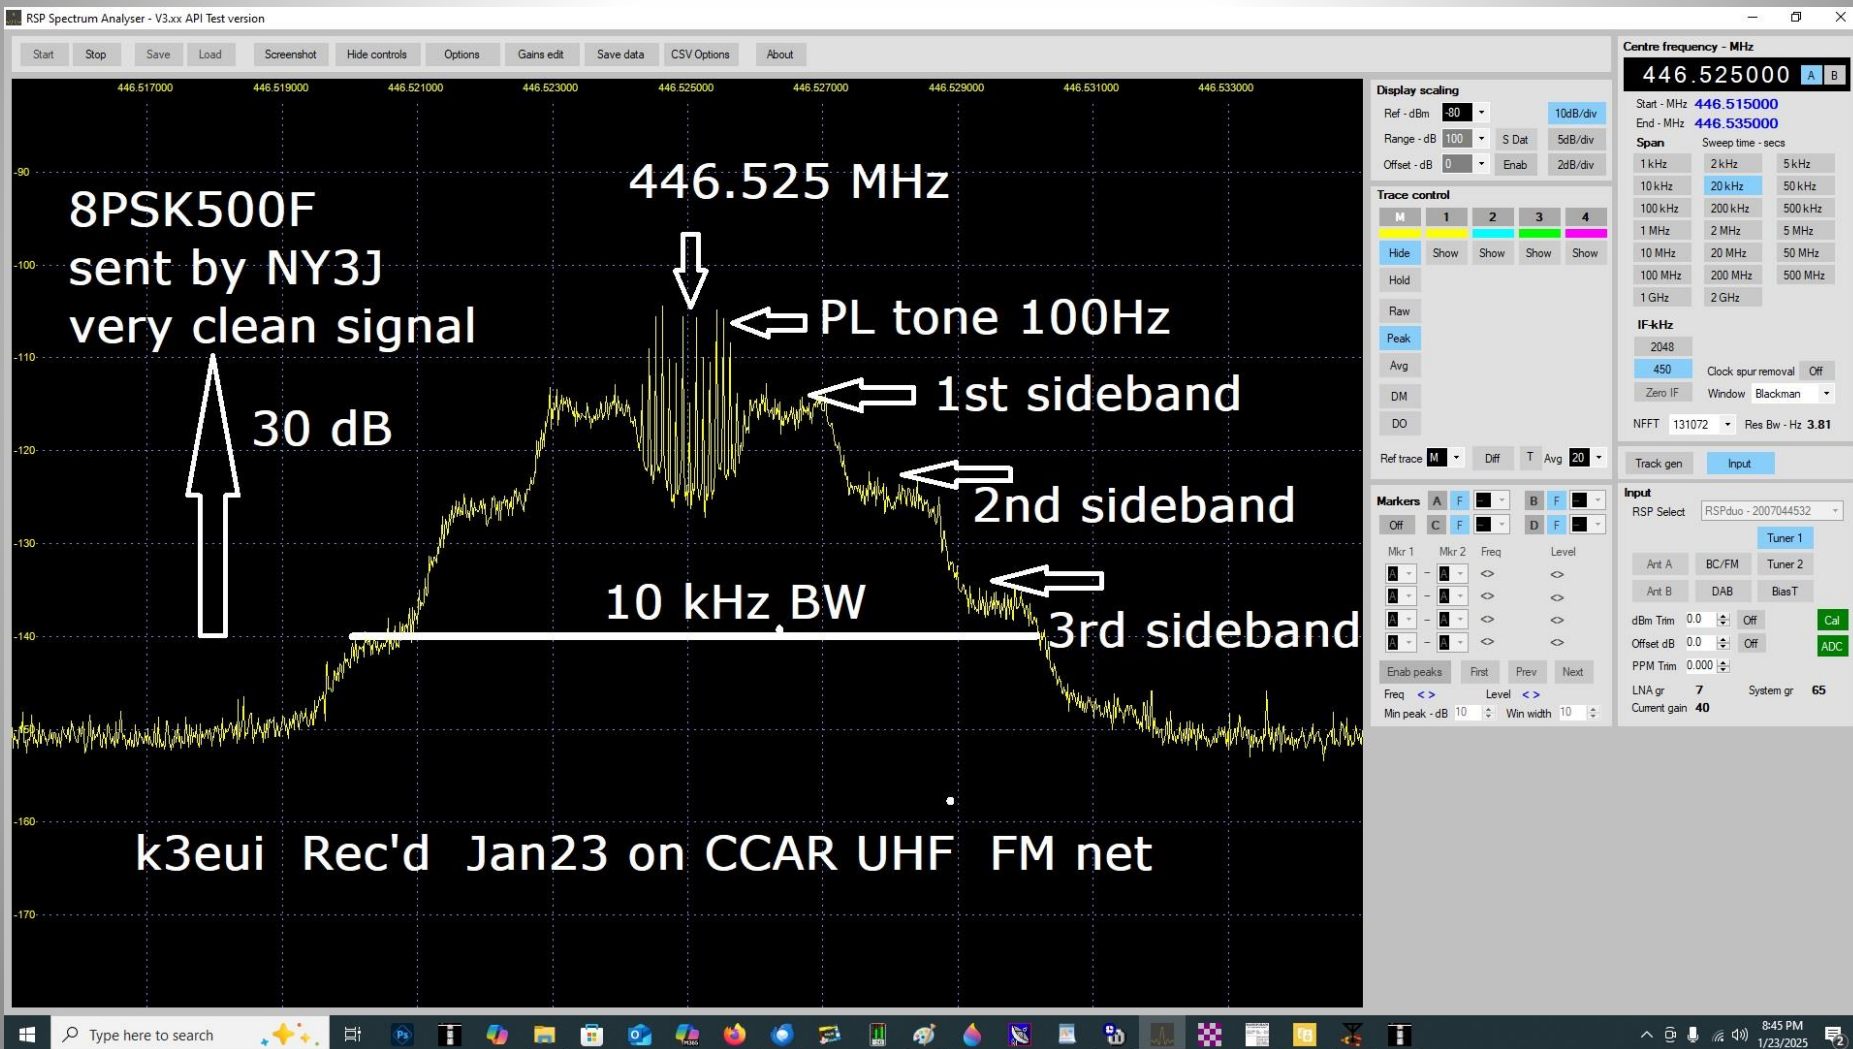 RSP Spectrum Analyser - V3.xx API Test version
Start Stop Save Load Screenshot Hide controls Options Gains edit Save data CSV Options About
446.517000 446.519000 446.521000 446.523000 446.525000 446.527000 446.529000 446.531000 446.533000
-90
-100
-110
-120
-130
-140
-160
-170
446.525 MHz
8PSK500F
sent by NY3J
very clean signal
PL tone 100Hz
1st sideband
30 dB
2nd sideband
10 kHz BW
3rd sideband
k3eui Rec'd Jan23 on CCAR UHF FM net
Display scaling
Ref - dBm -80 10dB/div
Range - dB 100 S Dat 5dB/div
Offset - dB 0 Enab 2dB/div
Trace control
M 1 2 3 4
Hide Show Show Show Show
Hold
Raw
Peak
Avg
DM
DO
Ref trace M Diff T Avg 20
Markers A F B F
Off C F D F
Mkr 1 Mkr 2 Freq Level
A - A <> <>
A - A <> <>
A - A <> <>
A - A <> <>
Enab peaks First Prev Next
Freq < > Level < >
Min peak - dB 10 Win width 10
Centre frequency - MHz
446.525000 A B
Start - MHz 446.515000
End - MHz 446.535000
Span Sweep time - secs
1 kHz 2 kHz 5 kHz
10 kHz 20 kHz 50 kHz
100 kHz 200 kHz 500 kHz
1 MHz 2 MHz 5 MHz
10 MHz 20 MHz 50 MHz
100 MHz 200 MHz 500 MHz
1 GHz 2 GHz
IF-kHz
2048
450 Clock spur removal Off
Zero IF Window Blackman
NFFT 131072 Res Bw - Hz 3.81
Track gen Input
Input
RSP Select RSPduo - 2007044532
Tuner 1
Ant A BC/FM Tuner 2
Ant B DAB BiasT
dBm Trim 0.0 Off Cal
Offset dB 0.0 Off ADC
PPM Trim 0.000
LNA gr 7 System gr 65
Current gain 40
Type here to search
8:45 PM
1/23/2025